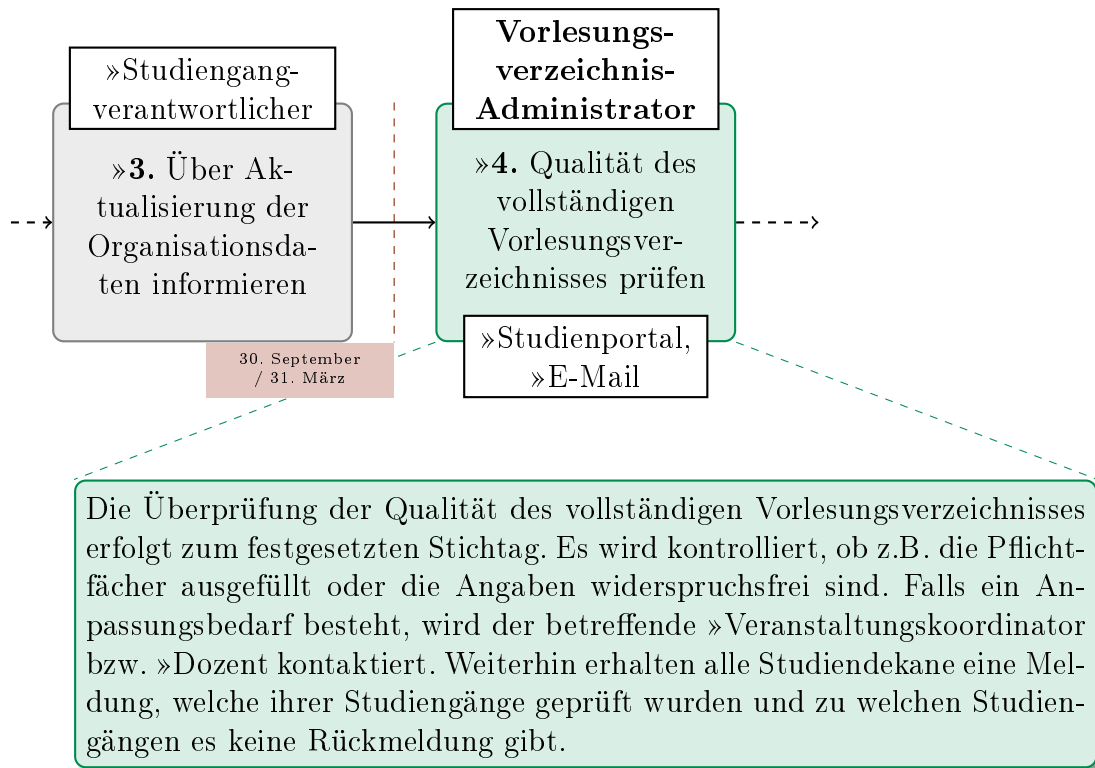 »Studiengang-
verantwortlicher
»3. Über Ak-
tualisierung der
Organisationsda-
ten informieren
30. September
/ 31. März
Vorlesungs-
verzeichnis-
Administrator
»4. Qualität des
vollständigen
Vorlesungsver-
zeichnisses prüfen
»Studienportal,
»E-Mail
Die Überprüfung der Qualität des vollständigen Vorlesungsverzeichnisses
erfolgt zum festgesetzten Stichtag. Es wird kontrolliert, ob z.B. die Pflicht-
fächer ausgefüllt oder die Angaben widerspruchsfrei sind. Falls ein An-
passungsbedarf besteht, wird der betreffende »Veranstaltungskoordinator
bzw. »Dozent kontaktiert. Weiterhin erhalten alle Studiendekane eine Mel-
dung, welche ihrer Studiengänge geprüft wurden und zu welchen Studien-
gängen es keine Rückmeldung gibt.